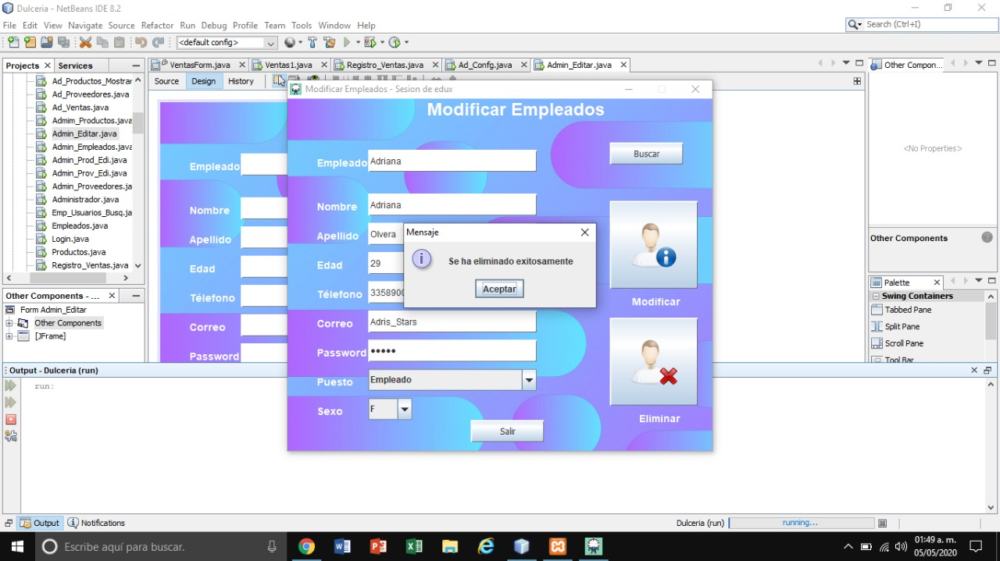 Dulceria - NetBeans IDE 8.2
File Edit View Navigate Source Refactor Run Debug Profile Team Tools Window Help
Search (Ctrl+I)
<default config>
Projects Services
VentasForm.java Ventas1.java Registro_Ventas.java Ad_Confg.java Admin_Editar.java
Other Compon...
Source Design History
Ad_Productos_Mostrar
Ad_Proveedores.java
Ad_Ventas.java
Admim_Productos.java
Admin_Editar.java
Admin_Empleados.java
Admin_Prod_Edi.java
Admin_Prov_Edi.java
Admin_Proveedores.ja
Administrador.java
Emp_Usuarios_Busq.ja
Empleados.java
Login.java
Productos.java
Registro_Ventas.java
Other Components - ...
Form Admin_Editar
Other Components
[JFrame]
Empleado
Nombre
Apellido
Edad
Télefono
Correo
Password
Modificar Empleados - Sesion de edux
Modificar Empleados
Empleado Adriana
Buscar
Nombre Adriana
Apellido Olvera
Edad 29
Télefono 3358900
Correo Adris_Stars
Password •••••
Puesto Empleado
Sexo F
Salir
Modificar
Eliminar
Mensaje
Se ha eliminado exitosamente
Aceptar
<No Properties>
Other Components
Palette
Swing Containers
Tabbed Pane
Split Pane
Scroll Pane
Tool Bar
Output - Dulceria (run)
run:
Output Notifications
Dulceria (run) running...
Escribe aquí para buscar.
01:49 a. m.
05/05/2020